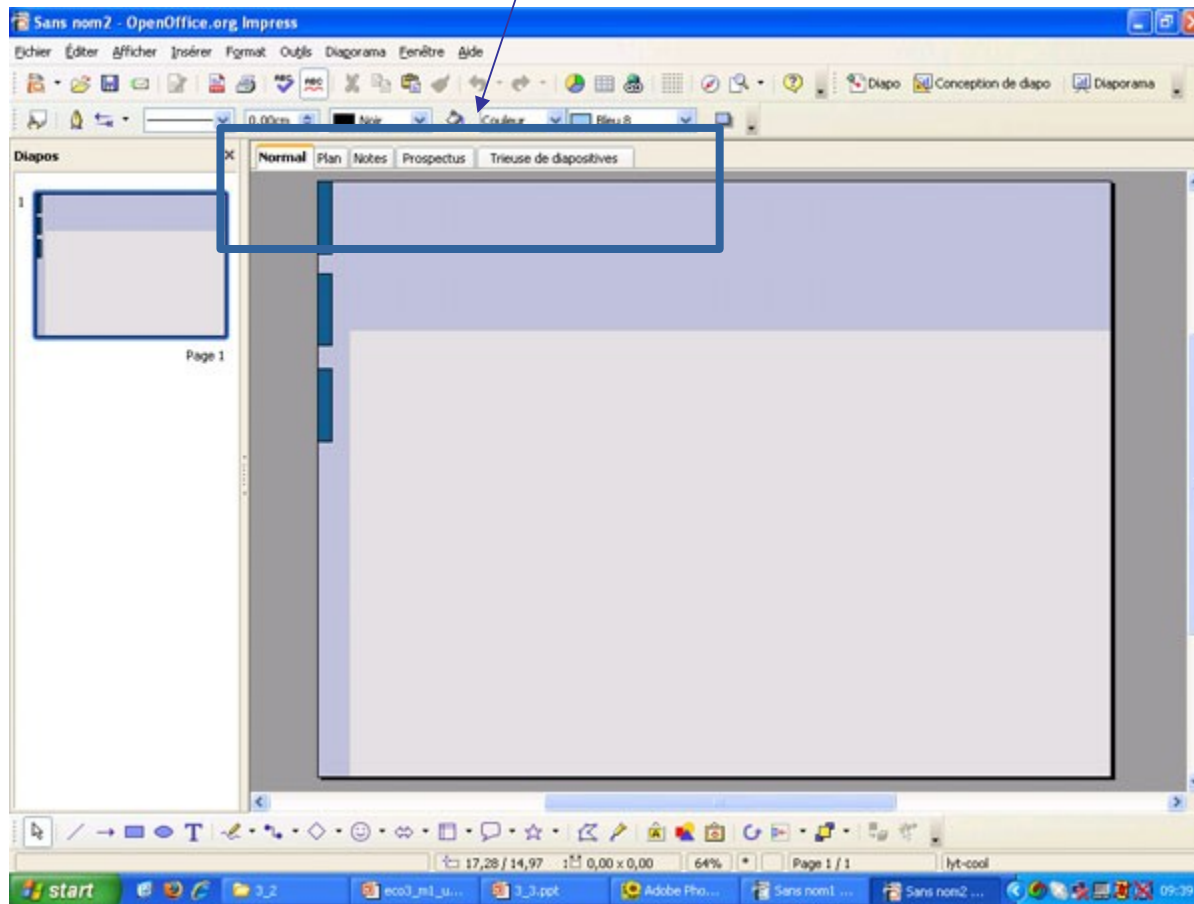 Sans nom2 - OpenOffice.org Impress
Fichier Éditer Afficher Insérer Format Outils Diaporama Fenêtre Aide
Diapo Conception de diapo Diaporama
0,00cm Noir Couleur Bleu 8
Diapos
Normal Plan Notes Prospectus Trieuse de diapositives
1
Page 1
17,28 / 14,97 0,00 x 0,00 64% * Page 1 / 1 lyt-cool
start 3_2 eco3_m1_u... 3_3.ppt Adobe Pho... Sans nom1 ... Sans nom2 ... 09:39